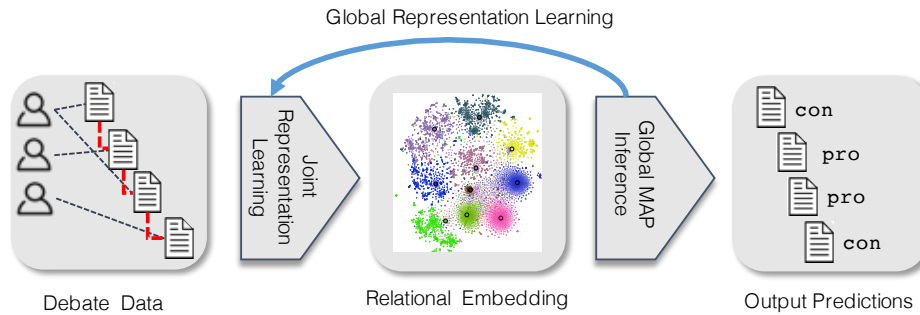 Global Representation Learning
Joint
Representation
Learning
Global MAP
Inference
con
pro
pro
con
Debate Data
Relational Embedding
Output Predictions